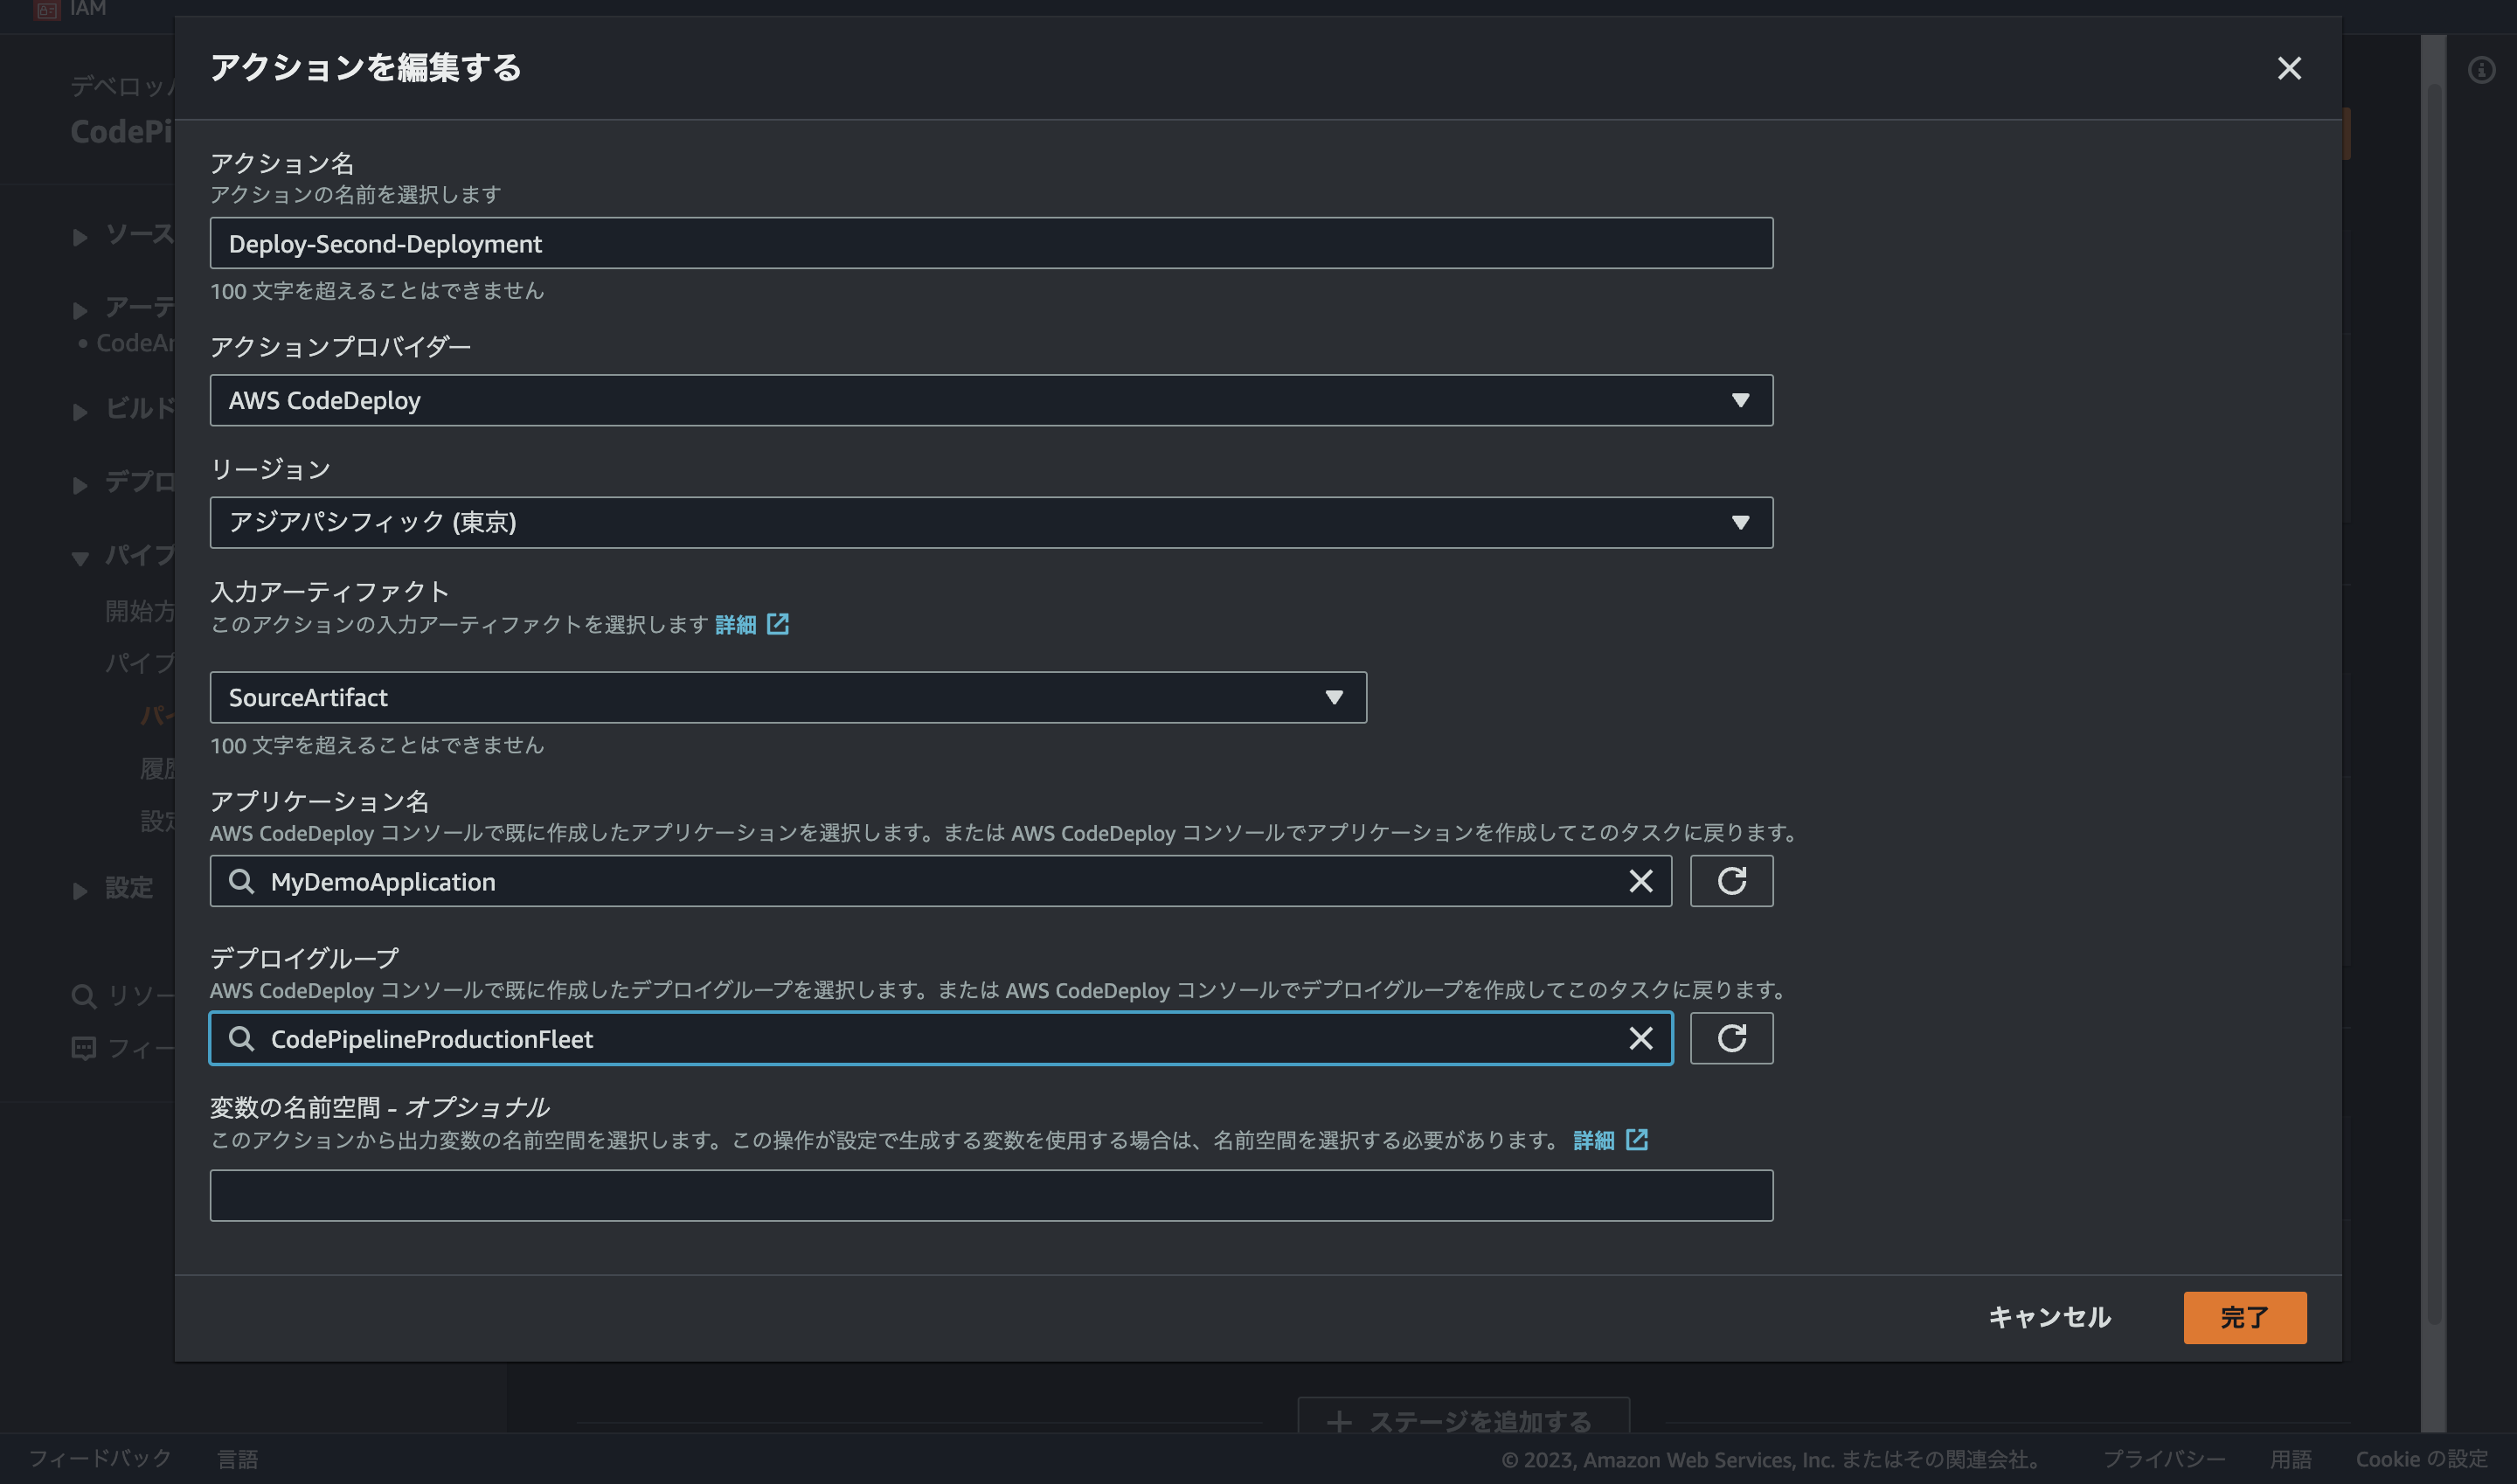 IAM
アクションを編集する
デベロッパ
CodePi
アクション名
アクションの名前を選択します
ソース
Deploy-Second-Deployment
100 文字を超えることはできません
アーテ
• CodeAr
アクションプロバイダー
AWS CodeDeploy
ビルド
リージョン
デプロ
アジアパシフィック (東京)
パイプ
入力アーティファクト
開始方
このアクションの入力アーティファクトを選択します 詳細
パイプ
SourceArtifact
パイ
100 文字を超えることはできません
履歴
アプリケーション名
設定
AWS CodeDeploy コンソールで既に作成したアプリケーションを選択します。または AWS CodeDeploy コンソールでアプリケーションを作成してこのタスクに戻ります。
MyDemoApplication
設定
デプロイグループ
AWS CodeDeploy コンソールで既に作成したデプロイグループを選択します。または AWS CodeDeploy コンソールでデプロイグループを作成してこのタスクに戻ります。
リソー
CodePipelineProductionFleet
フィー
変数の名前空間 - オプショナル
このアクションから出力変数の名前空間を選択します。この操作が設定で生成する変数を使用する場合は、名前空間を選択する必要があります。 詳細
キャンセル
完了
ステージを追加する
フィードバック 言語 © 2023, Amazon Web Services, Inc. またはその関連会社。 プライバシー 用語 Cookie の設定